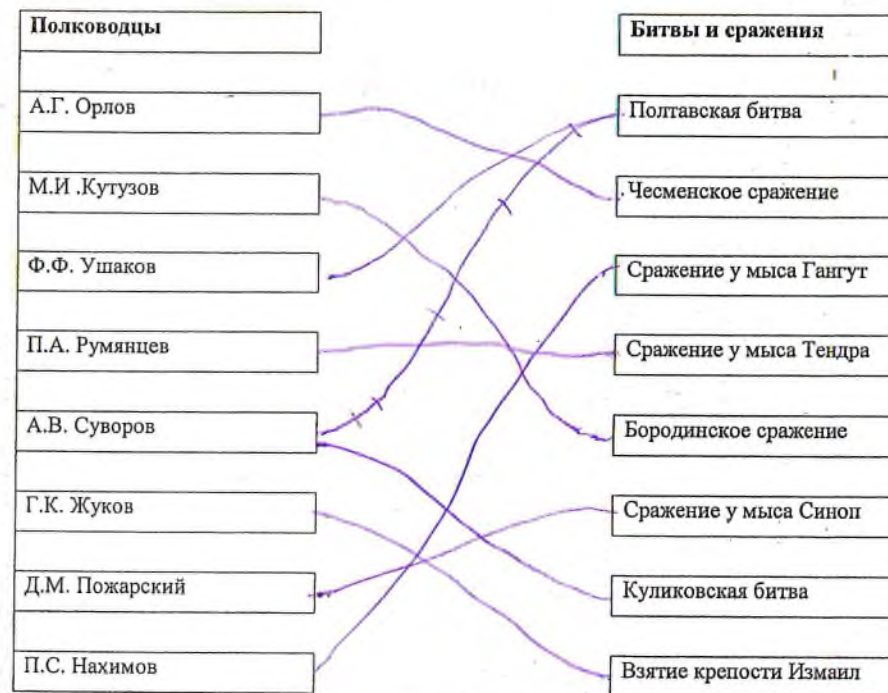 Полководцы
Битвы и сражения
А.Г. Орлов
Полтавская битва
М.И .Кутузов
Чесменское сражение
Ф.Ф. Ушаков
Сражение у мыса Гангут
П.А. Румянцев
Сражение у мыса Тендра
А.В. Суворов
Бородинское сражение
Г.К. Жуков
Сражение у мыса Синоп
Д.М. Пожарский
Куликовская битва
П.С. Нахимов
Взятие крепости Измаил